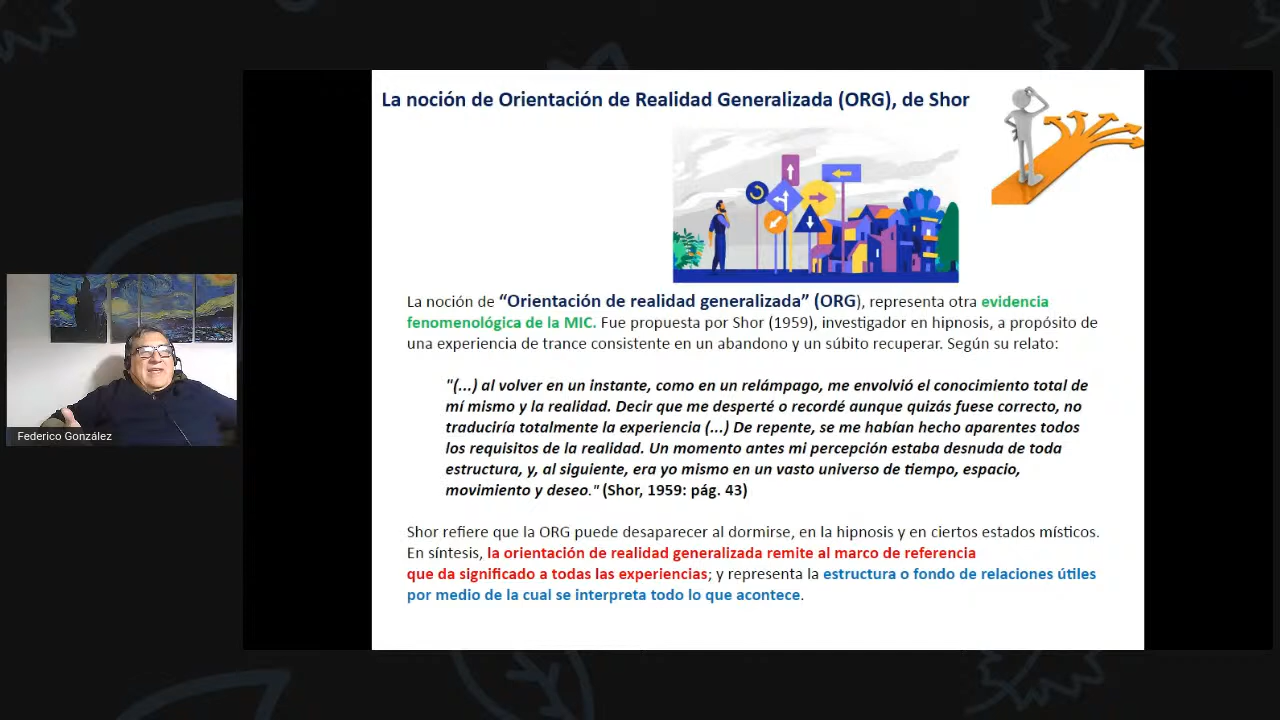 La noción de Orientación de Realidad Generalizada (ORG), de Shor
La noción de “Orientación de realidad generalizada” (ORG), representa otra evidencia
fenomenológica de la MIC. Fue propuesta por Shor (1959), investigador en hipnosis, a propósito de
una experiencia de trance consistente en un abandono y un súbito recuperar. Según su relato:
"(...) al volver en un instante, como en un relámpago, me envolvió el conocimiento total de
mí mismo y la realidad. Decir que me desperté o recordé aunque quizás fuese correcto, no
traduciría totalmente la experiencia (...) De repente, se me habían hecho aparentes todos
los requisitos de la realidad. Un momento antes mi percepción estaba desnuda de toda
estructura, y, al siguiente, era yo mismo en un vasto universo de tiempo, espacio,
movimiento y deseo." (Shor, 1959: pág. 43)
Federico González
Shor refiere que la ORG puede desaparecer al dormirse, en la hipnosis y en ciertos estados místicos.
En síntesis, la orientación de realidad generalizada remite al marco de referencia
que da significado a todas las experiencias; y representa la estructura o fondo de relaciones útiles
por medio de la cual se interpreta todo lo que acontece.